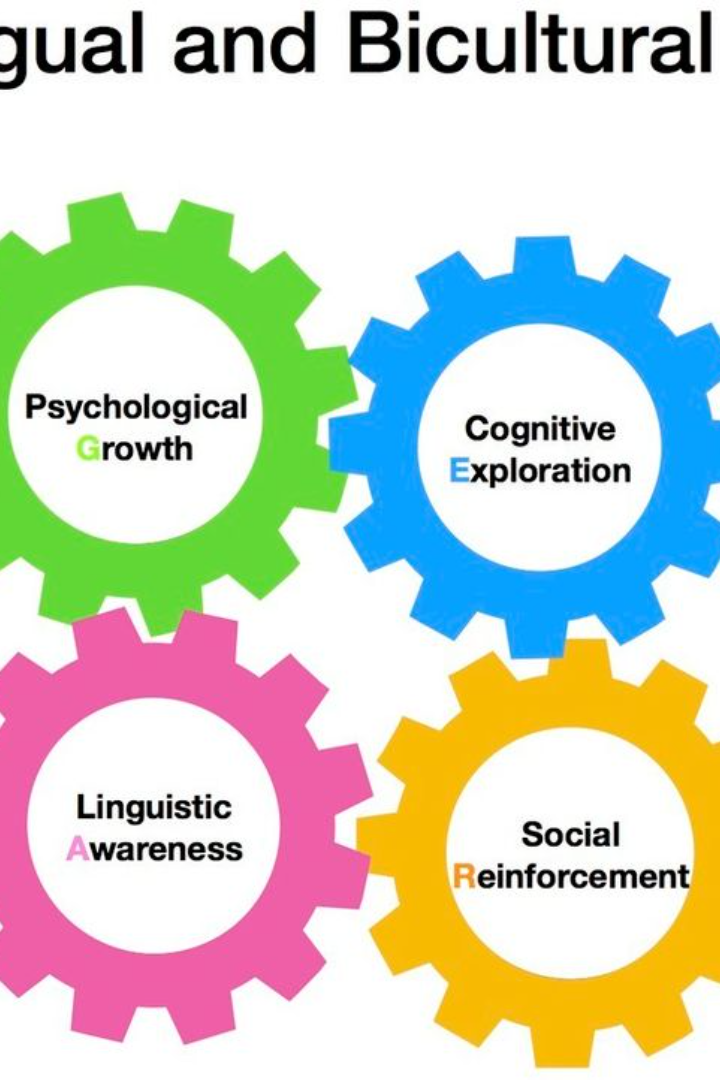 gual and Bicultural
Psychological
Growth
Cognitive
Exploration
Linguistic
Awareness
Social
Reinforcement